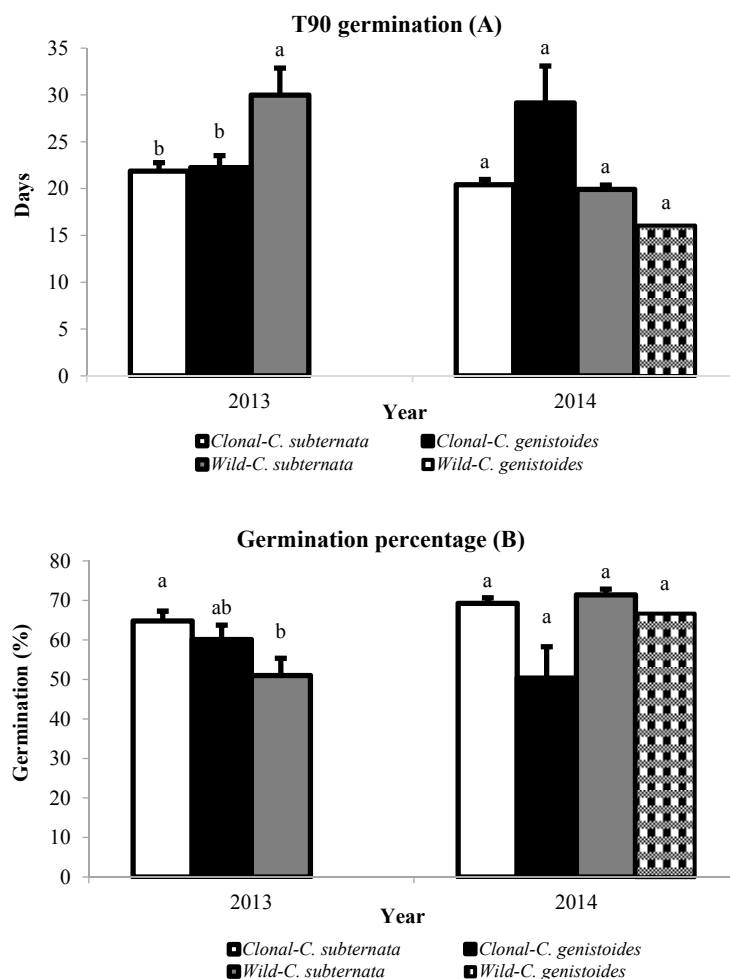 T90 germination (A)
35
30
25
20
15
10
5
0
Days
b
b
a
a
a
a
a
2013
2014
Year
Clonal-C. subternata
Clonal-C. genistoides
Wild-C. subternata
Wild-C. genistoides
Germination percentage (B)
80
70
60
50
40
30
20
10
0
Germination (%)
a
ab
b
a
a
a
a
2013
2014
Year
Clonal-C. subternata
Clonal-C. genistoides
Wild-C. subternata
Wild-C. genistoides